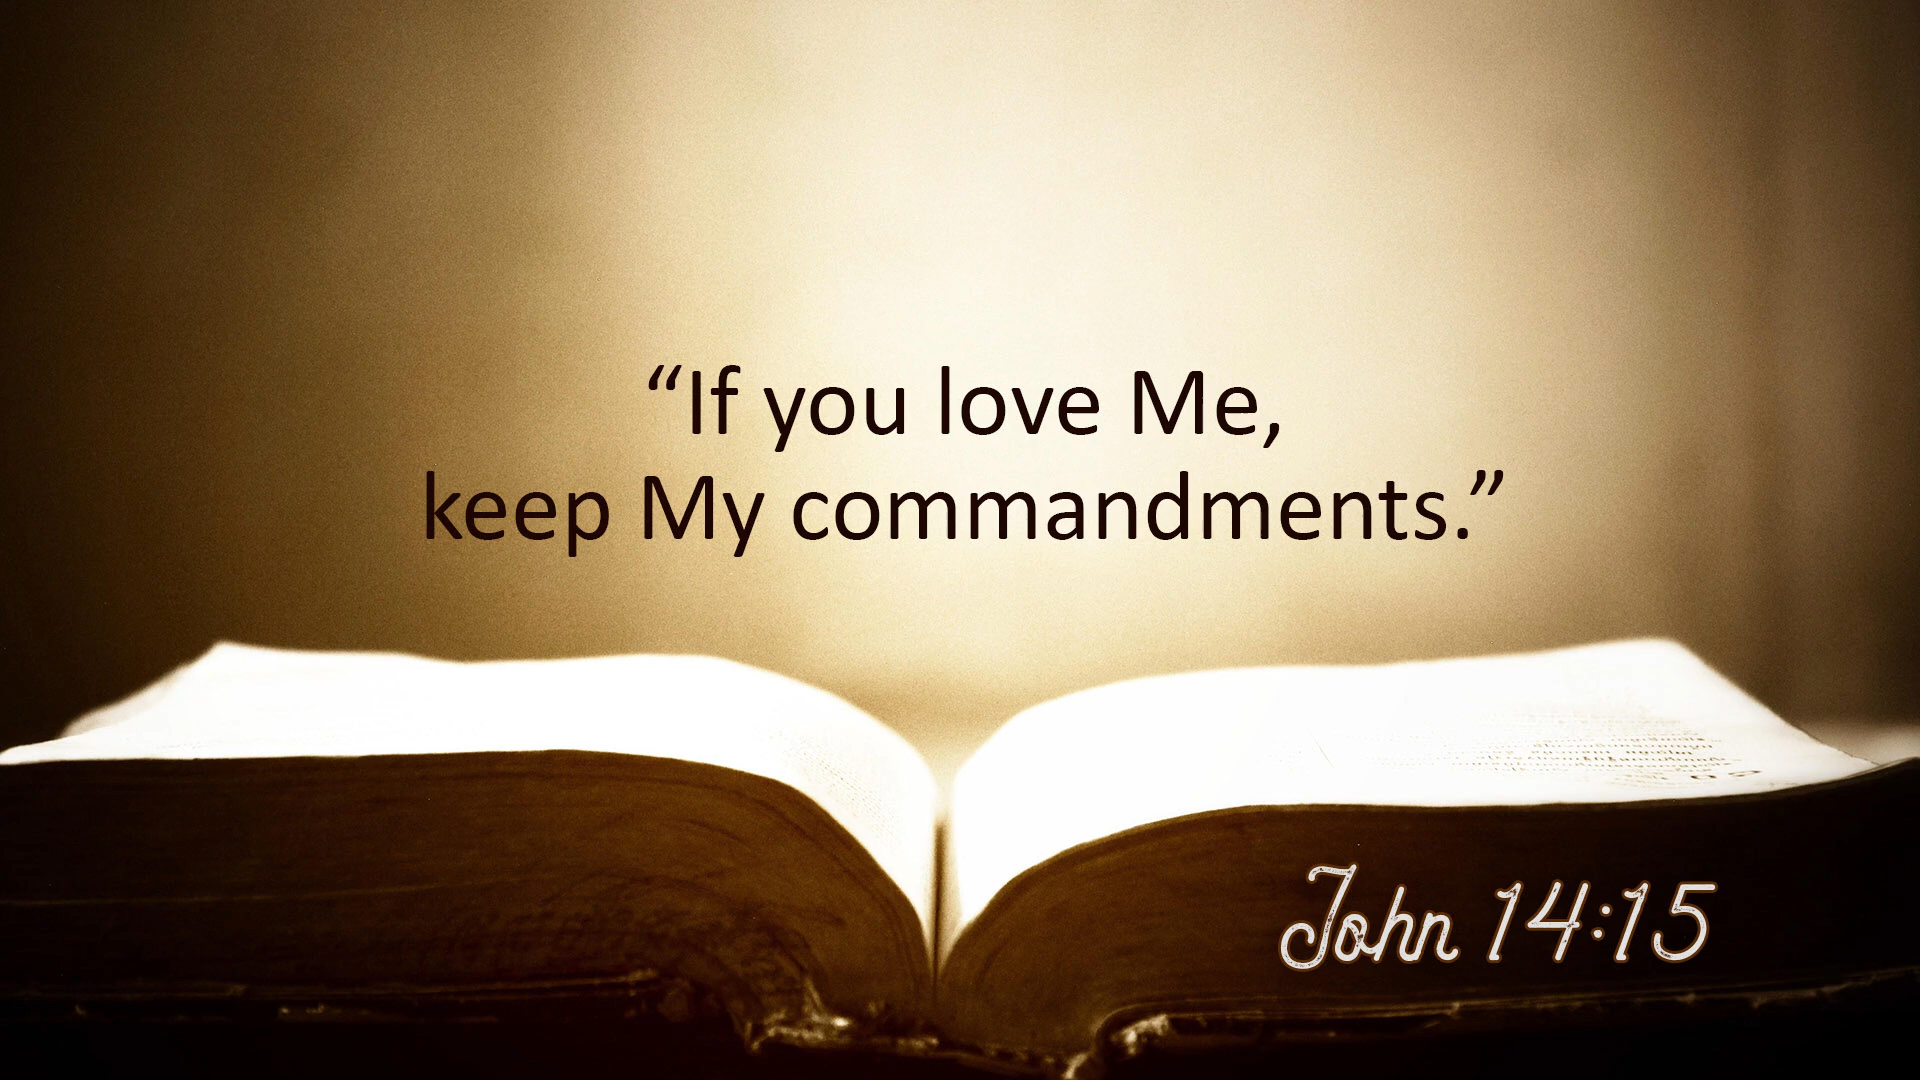 “If you love Me,
keep My commandments.”
John 14:15